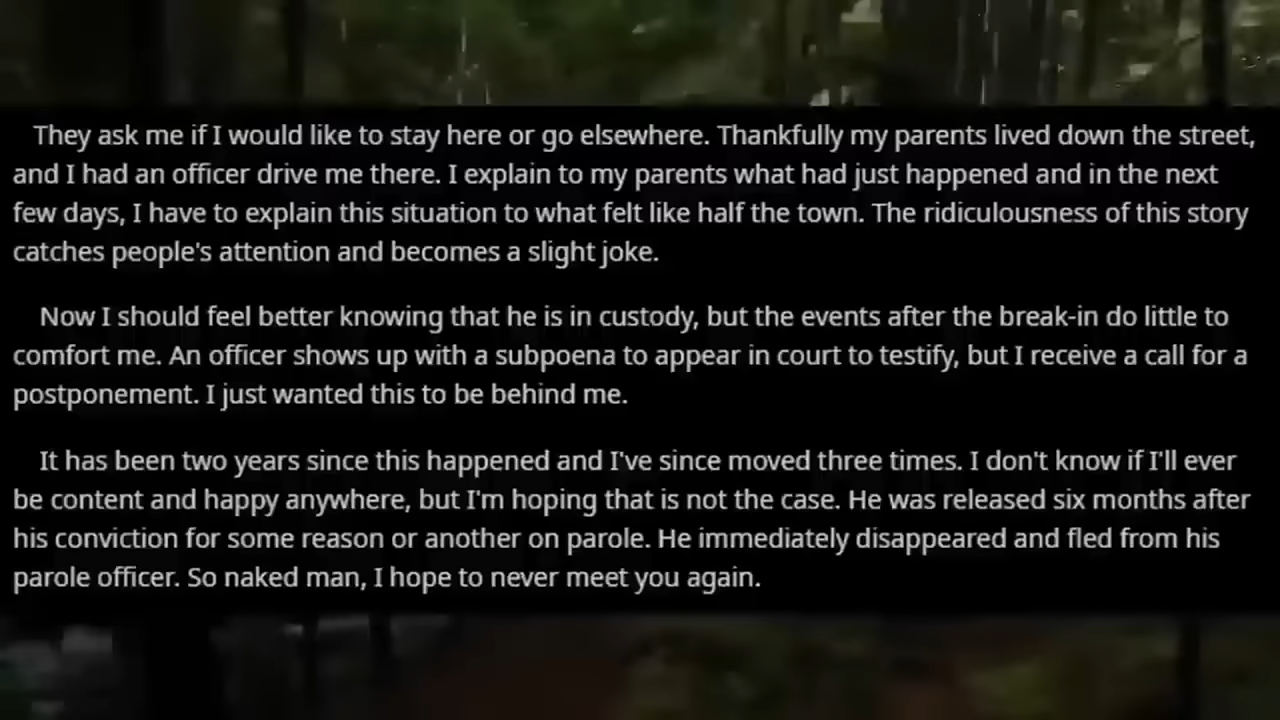 They ask me if I would like to stay here or go elsewhere. Thankfully my parents lived down the street,
and I had an officer drive me there. I explain to my parents what had just happened and in the next
few days, I have to explain this situation to what felt like half the town. The ridiculousness of this story
catches people's attention and becomes a slight joke.
Now I should feel better knowing that he is in custody, but the events after the break-in do little to
comfort me. An officer shows up with a subpoena to appear in court to testify, but I receive a call for a
postponement. I just wanted this to be behind me.
It has been two years since this happened and I've since moved three times. I don't know if I'll ever
be content and happy anywhere, but I'm hoping that is not the case. He was released six months after
his conviction for some reason or another on parole. He immediately disappeared and fled from his
parole officer. So naked man, I hope to never meet you again.